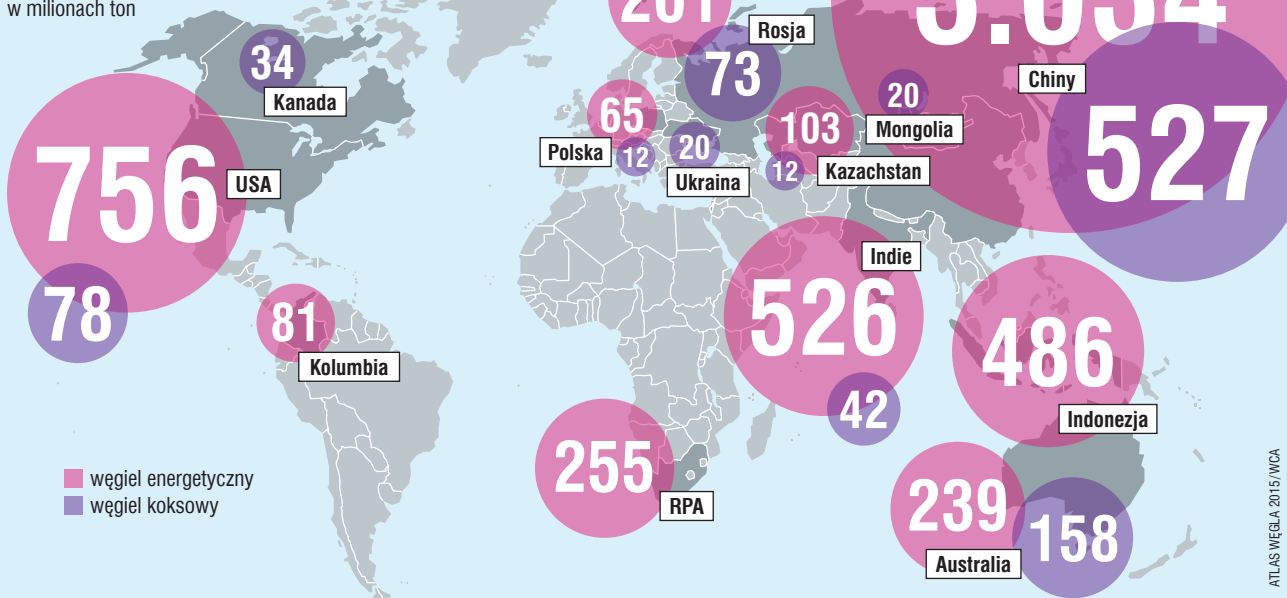 w milionach ton
201
Rosja
73
34
Kanada
Chiny
527
20
Mongolia
65
Polska
12
20
Ukraina
103
Kazachstan
12
756
USA
78
81
Kolumbia
Indie
526
42
486
Indonezja
255
RPA
239
158
Australia
węgiel energetyczny
węgiel koksowy
ATLAS WĘGLA 2015/WCA